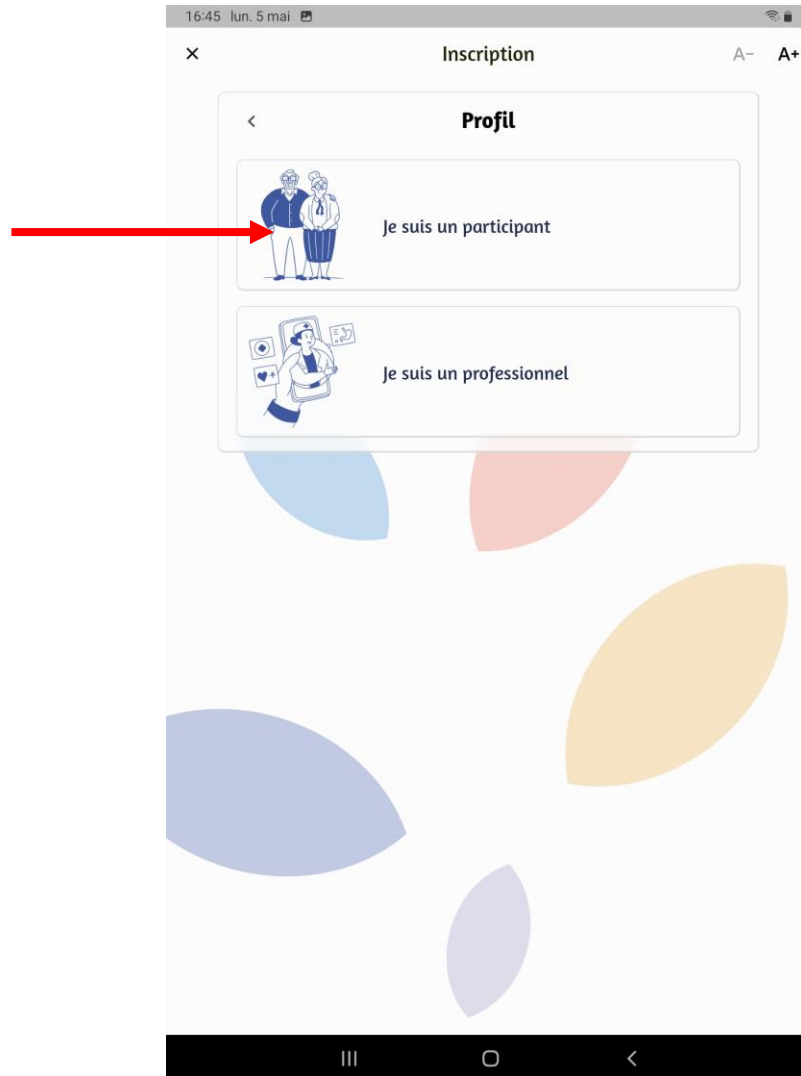 16:45 lun. 5 mai
Inscription A- A+
Profil
Je suis un participant
Je suis un professionnel